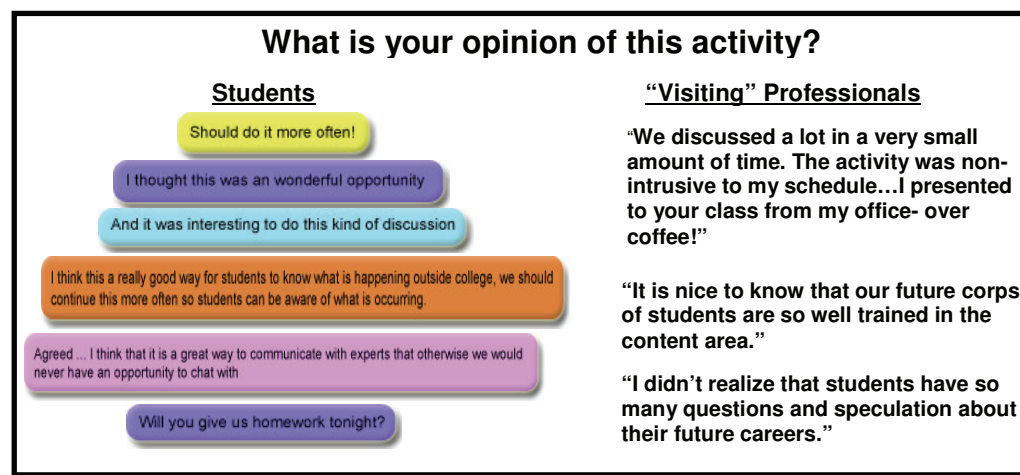 What is your opinion of this activity?
Students
Should do it more often!
I thought this was an wonderful opportunity
And it was interesting to do this kind of discussion
I think this a really good way for students to know what is happening outside college, we should
continue this more often so students can be aware of what is occurring.
Agreed ... I think that it is a great way to communicate with experts that otherwise we would
never have an opportunity to chat with
Will you give us homework tonight?
“Visiting” Professionals
“We discussed a lot in a very small
amount of time. The activity was non-
intrusive to my schedule…I presented
to your class from my office- over
coffee!”
“It is nice to know that our future corps
of students are so well trained in the
content area.”
“I didn’t realize that students have so
many questions and speculation about
their future careers.”